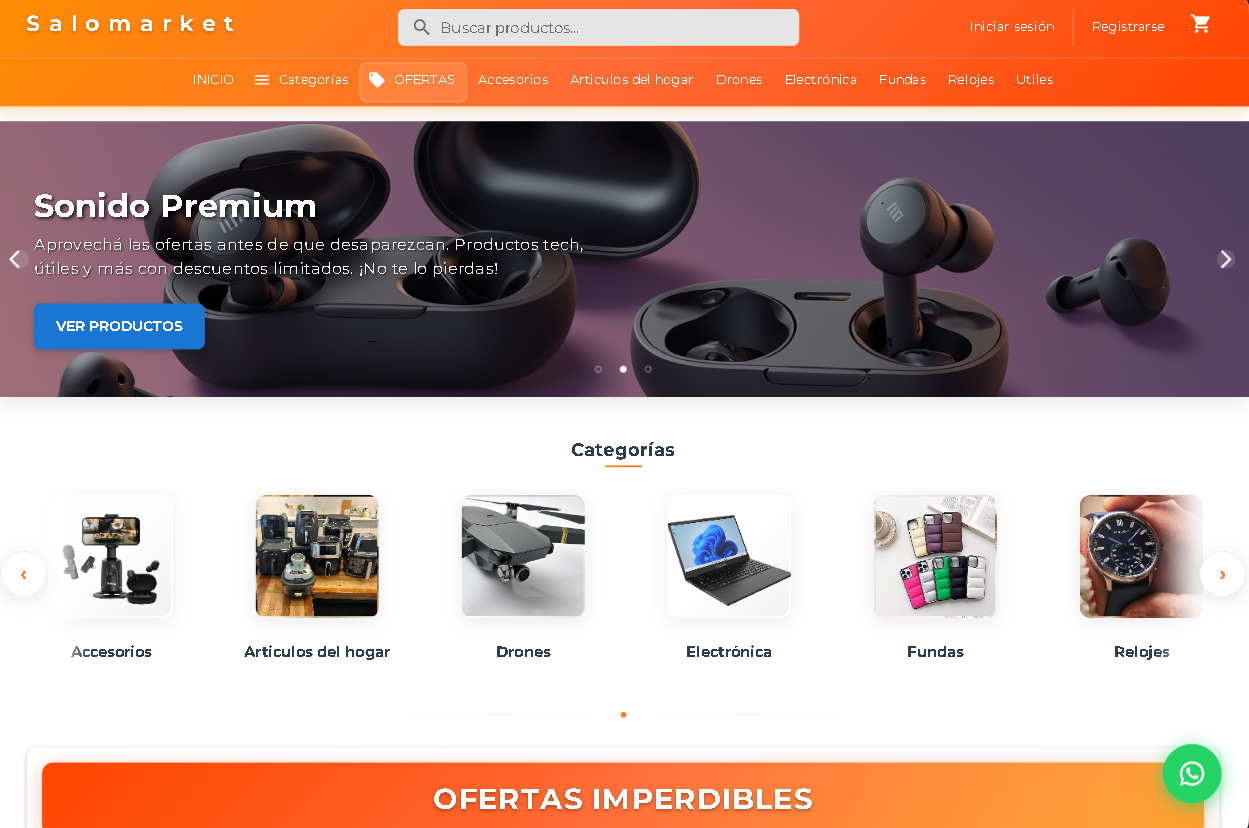 Salomarket
Buscar productos...
Iniciar sesión
Registrarse
INICIO
Categorías
OFERTAS
Accesorios
Articulos del hogar
Drones
Electrónica
Fundas
Relojes
Utiles
Sonido Premium
Aprovechá las ofertas antes de que desaparezcan. Productos tech,
útiles y más con descuentos limitados. ¡No te lo pierdas!
VER PRODUCTOS
Categorías
Accesorios
Articulos del hogar
Drones
Electrónica
Fundas
Relojes
OFERTAS IMPERDIBLES